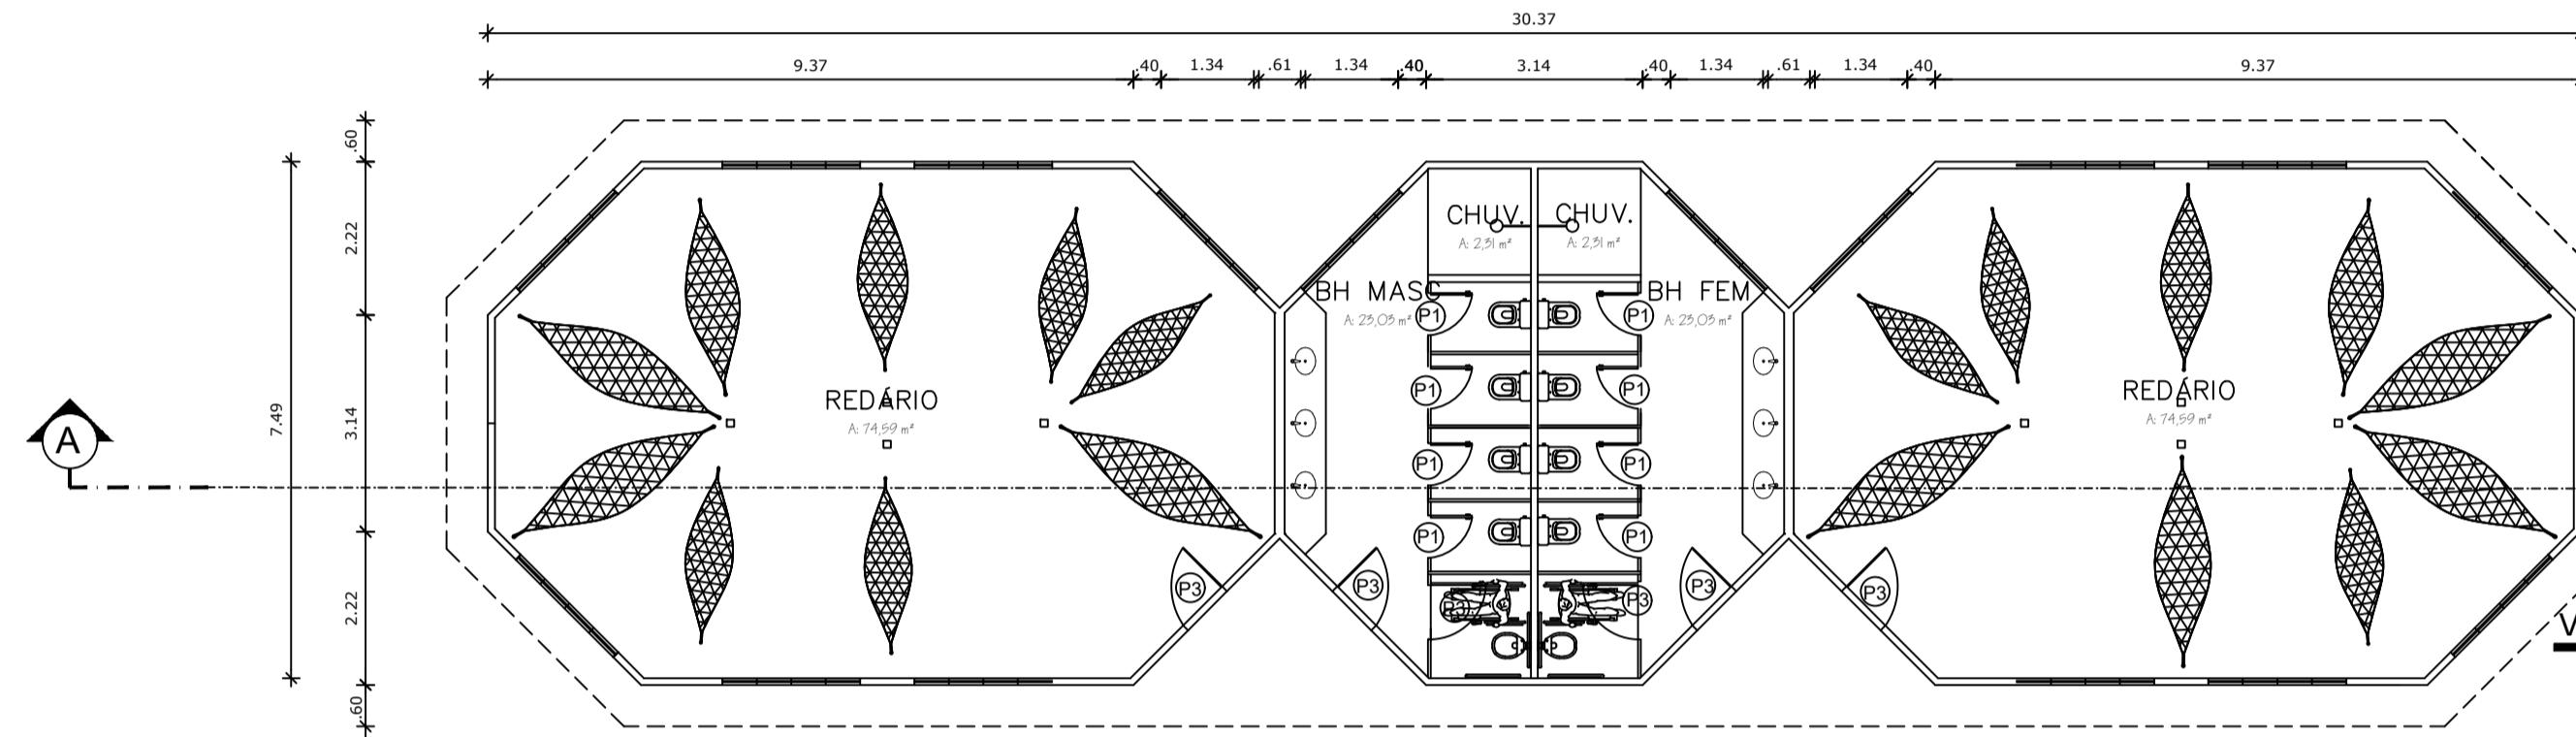 30.37
9.37 .40 1.34 .61 1.34 .40 3.14 .40 1.34 .61 1.34 .40 9.37
.60
2.22
7.49
3.14
2.22
.60
A
REDÁRIO
A: 74,59 m²
P3
BH MASC
A: 23,03 m²
P3
CHUV.
A: 2,31 m²
CHUV.
A: 2,31 m²
P1
P1
P1
P1
P3
P1
P1
P1
P1
P3
BH FEM
A: 23,03 m²
P3
P3
REDÁRIO
A: 74,59 m²
V